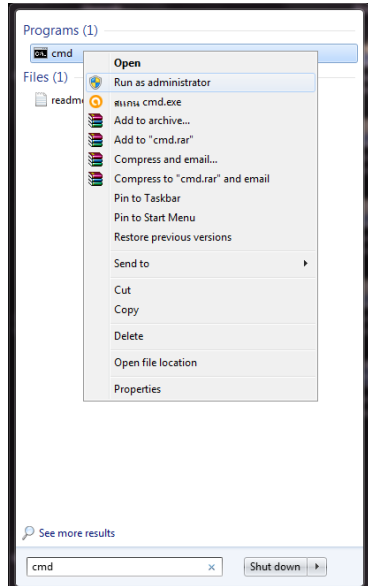 Programs (1)
cmd
Open
Files (1)
Run as administrator
readme
สแกน cmd.exe
Add to archive...
Add to "cmd.rar"
Compress and email...
Compress to "cmd.rar" and email
Pin to Taskbar
Pin to Start Menu
Restore previous versions
Send to
Cut
Copy
Delete
Open file location
Properties
See more results
cmd
Shut down